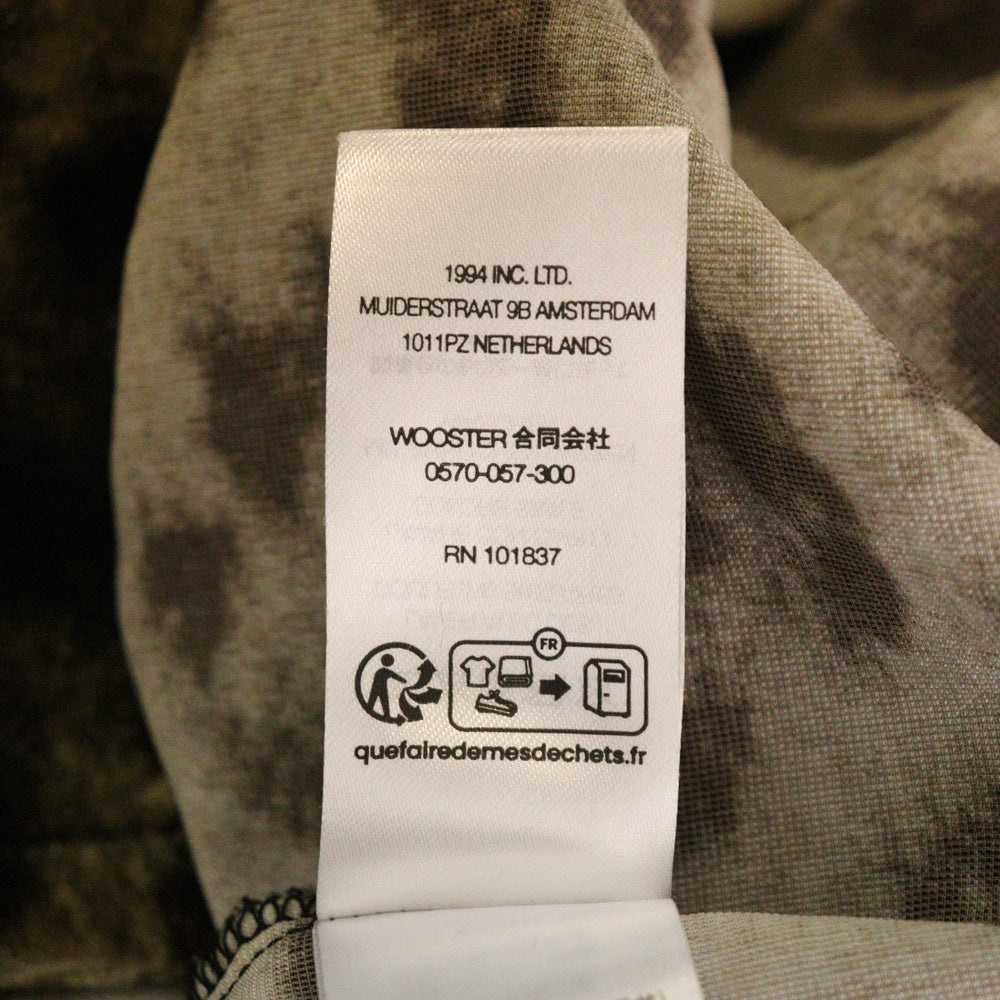 1994 INC. LTD.
MUIDERSTRAAT 9B AMSTERDAM
1011PZ NETHERLANDS
WOOSTER 合同会社
0570-057-300
RN 101837
FR
quefairedemesdechets.fr